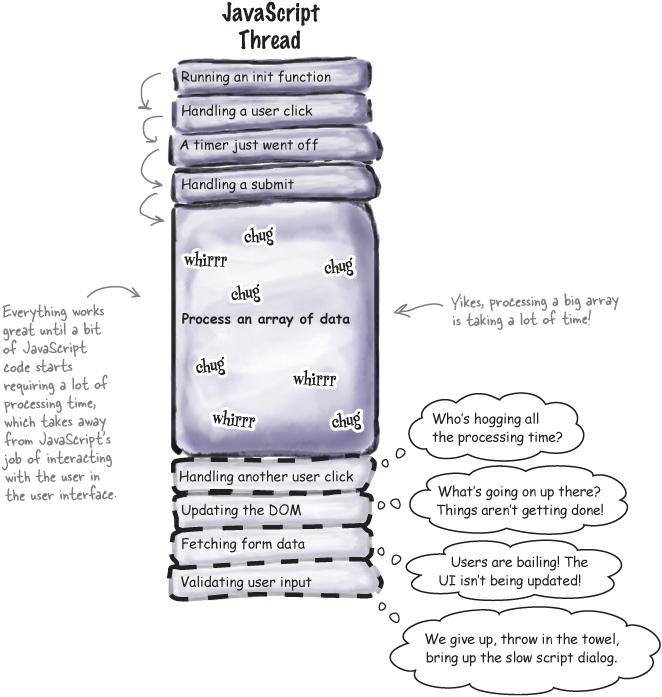 JavaScript
Thread
Running an init function
Handling a user click
A timer just went off
Handling a submit
chug
whirrr
chug
chug
Process an array of data
chug
whirrr
whirrr
chug
Everything works
great until a bit
of JavaScript
code starts
requiring a lot of
processing time,
which takes away
from JavaScript's
job of interacting
with the user in
the user interface.
Yikes, processing a big array
is taking a lot of time!
Handling another user click
Updating the DOM
Fetching form data
Validating user input
Who's hogging all
the processing time?
What's going on up there?
Things aren't getting done!
Users are bailing! The
UI isn't being updated!
We give up, throw in the towel,
bring up the slow script dialog.